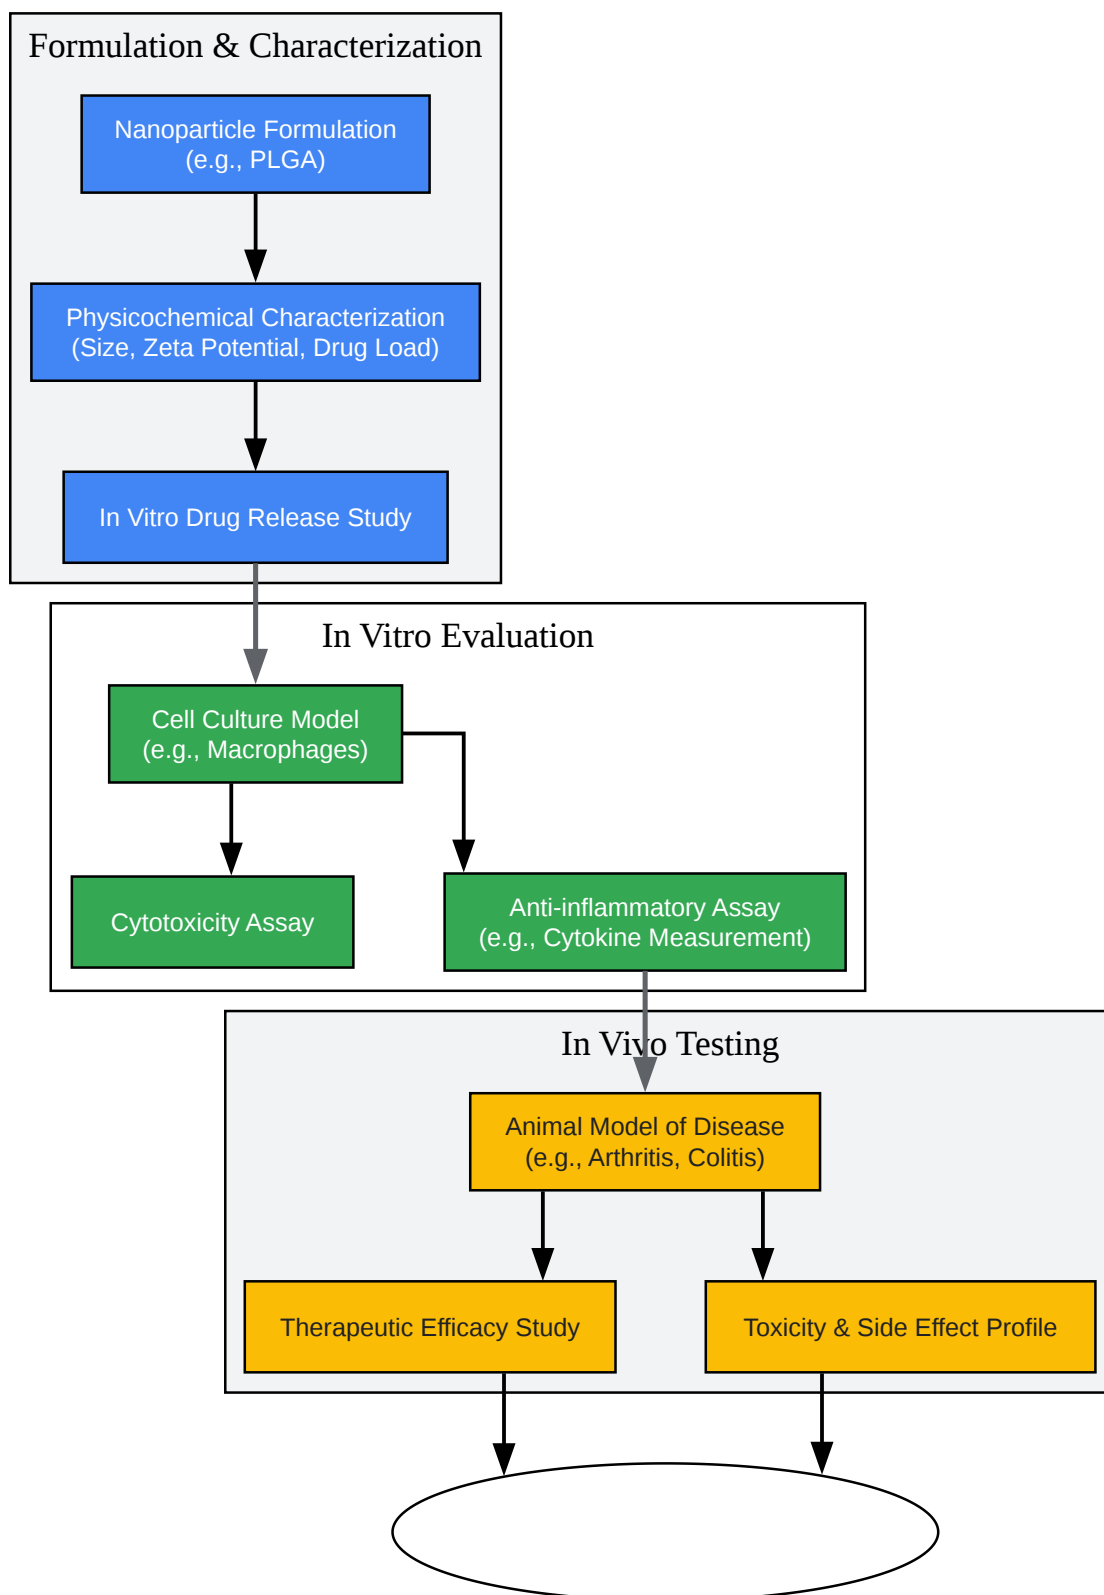 Formulation & Characterization
Nanoparticle Formulation
(e.g., PLGA)
Physicochemical Characterization
(Size, Zeta Potential, Drug Load)
In Vitro Drug Release Study
In Vitro Evaluation
Cell Culture Model
(e.g., Macrophages)
Cytotoxicity Assay
Anti-inflammatory Assay
(e.g., Cytokine Measurement)
In Vivo Testing
Animal Model of Disease
(e.g., Arthritis, Colitis)
Therapeutic Efficacy Study
Toxicity & Side Effect Profile